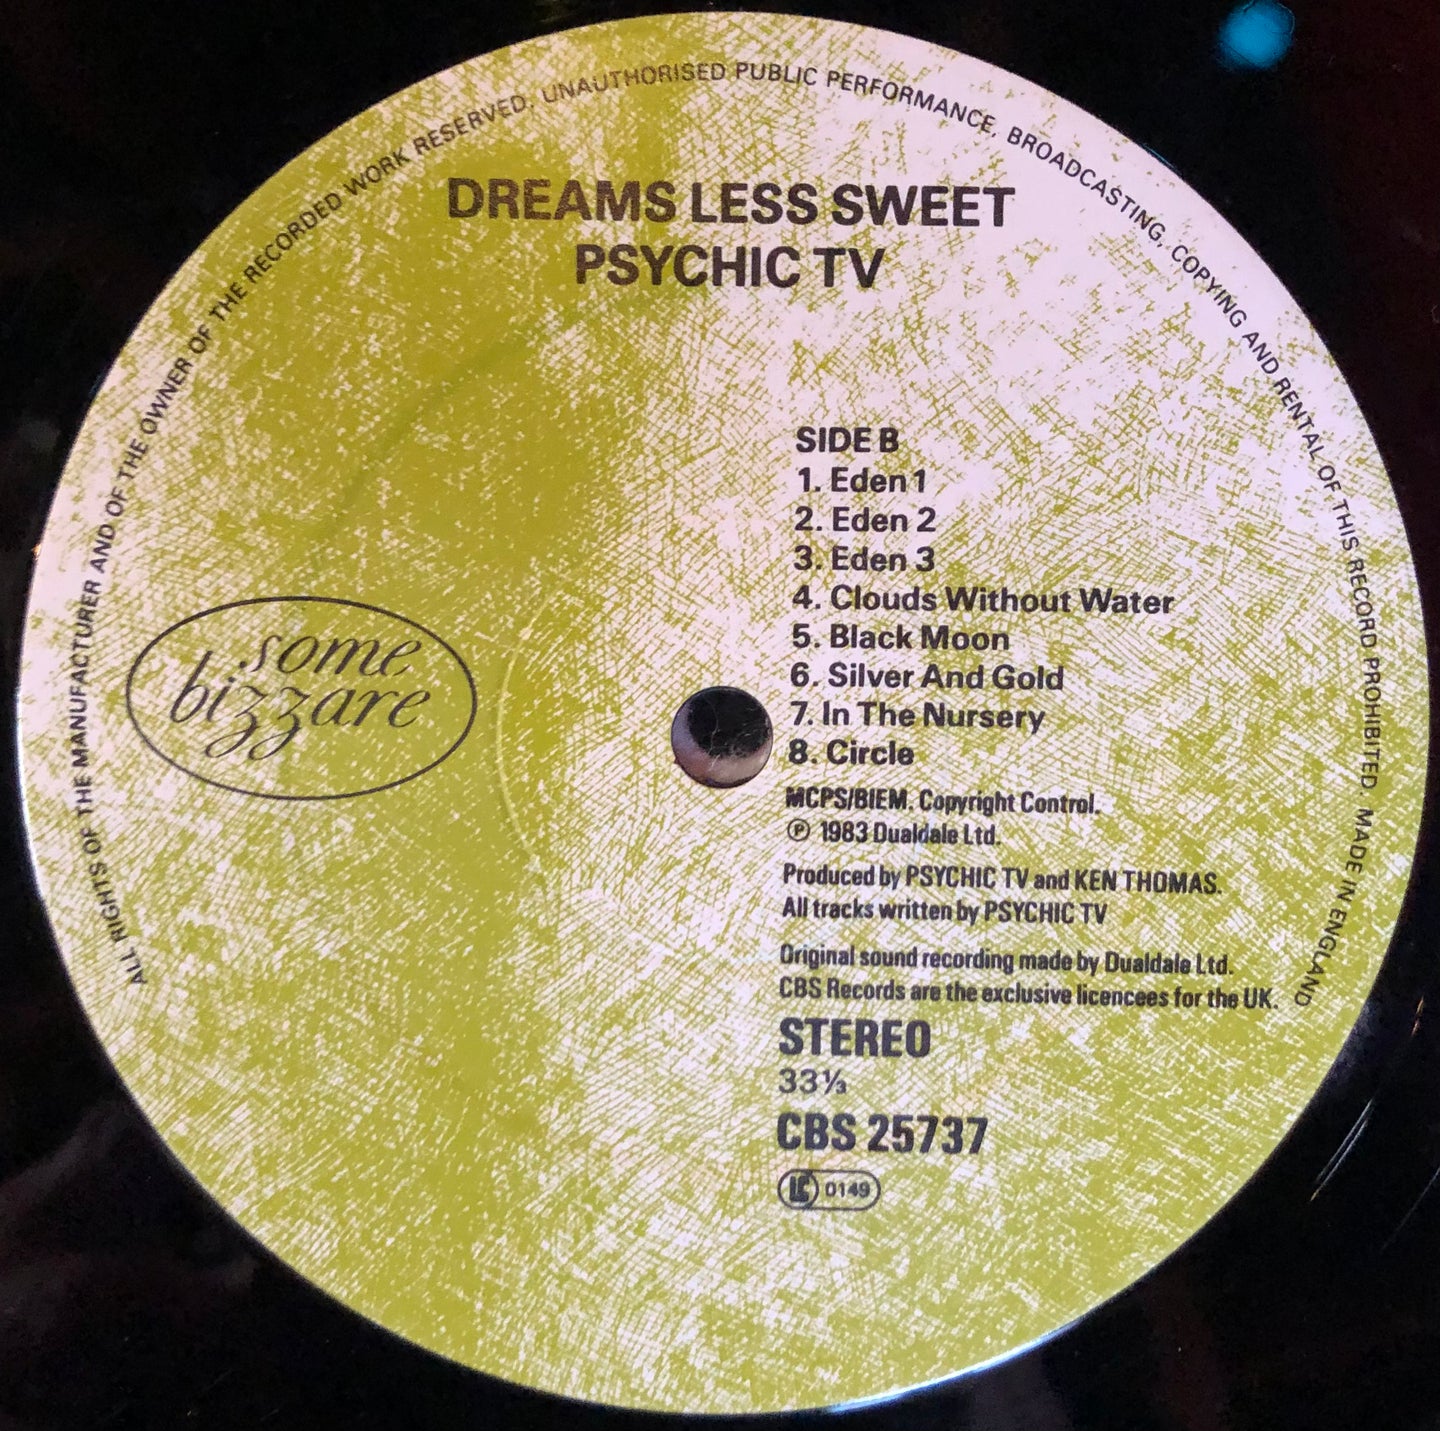 ALL RIGHTS OF THE MANUFACTURER AND OF THE OWNER OF THE RECORDED WORK RESERVED. UNAUTHORISED PUBLIC PERFORMANCE, BROADCASTING, COPYING AND RENTAL OF THIS RECORD PROHIBITED. MADE IN ENGLAND
DREAMS LESS SWEET
PSYCHIC TV
SIDE B
1. Eden 1
2. Eden 2
3. Eden 3
4. Clouds Without Water
5. Black Moon
6. Silver And Gold
7. In The Nursery
8. Circle
some
bizzare
MCPS/BIEM. Copyright Control.
℗ 1983 Dualdale Ltd.
Produced by PSYCHIC TV and KEN THOMAS.
All tracks written by PSYCHIC TV
Original sound recording made by Dualdale Ltd.
CBS Records are the exclusive licencees for the UK.
STEREO
33⅓
CBS 25737
LC 0149